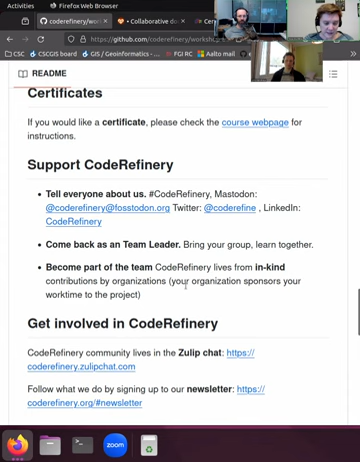 Activities
Firefox Web Browser
coderefinery/works
Collaborative do
Cer
https://github.com/coderefinery/worksh
CSC
CSCGIS board
GIS / Geoinformatics - ...
FGI RC
Aalto mail
README
Certificates
If you would like a certificate, please check the course webpage for
instructions.
Support CodeRefinery
Tell everyone about us. #CodeRefinery, Mastodon:
@coderefinery@fosstodon.org Twitter: @coderefine , LinkedIn:
CodeRefinery
Come back as an Team Leader. Bring your group, learn together.
Become part of the team CodeRefinery lives from in-kind
contributions by organizations (your organization sponsors your
worktime to the project)
Get involved in CodeRefinery
CodeRefinery community lives in the Zulip chat: https://
coderefinery.zulipchat.com
Follow what we do by signing up to our newsletter: https://
coderefinery.org/#newsletter
zoom